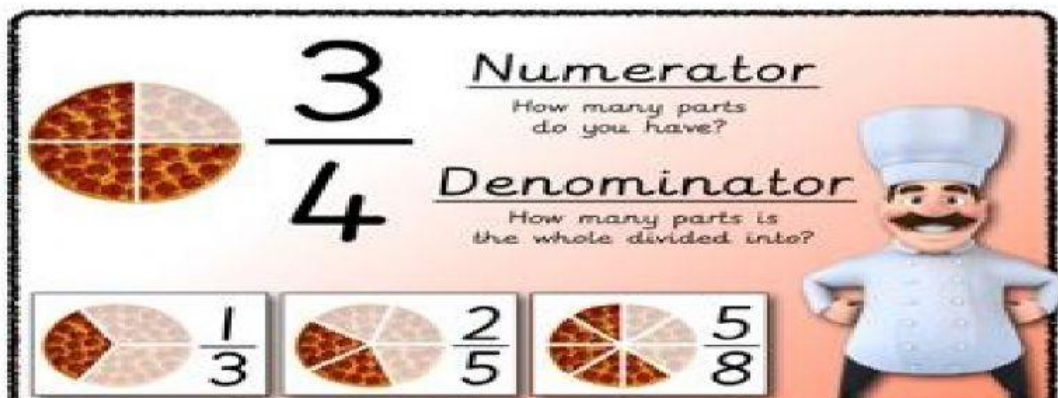 3
4
Numerator
How many parts
do you have?
Denominator
How many parts is
the whole divided into?
1
3
2
5
5
8